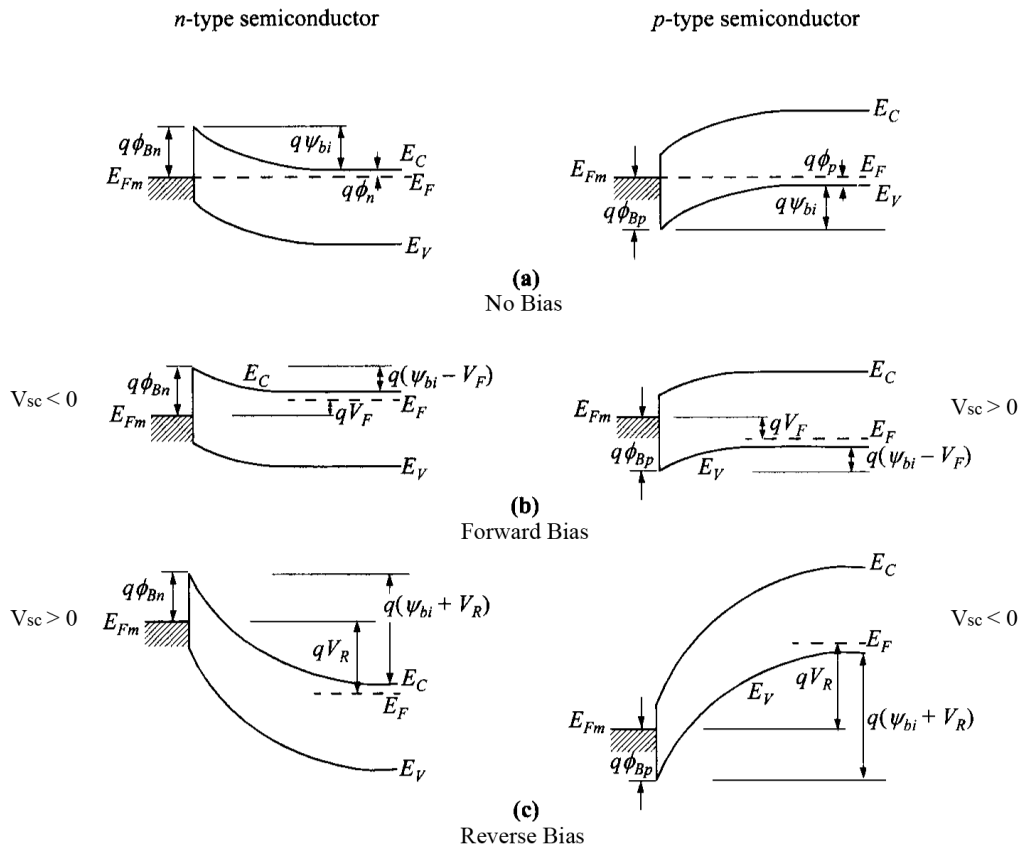 n-type semiconductor
p-type semiconductor
qϕBn
qψbi
EC
EFm
EF
qϕn
EV
EC
qϕp
EF
EFm
EV
qϕBp
qψbi
(a)
No Bias
Vsc < 0
qϕBn
EC
q(ψbi – VF)
EF
EFm
qVF
EV
EC
Vsc > 0
EFm
qVF
EF
qϕBp
EV
q(ψbi – VF)
(b)
Forward Bias
Vsc > 0
qϕBn
q(ψbi + VR)
EFm
qVR
EC
EF
EV
EC
Vsc < 0
EF
qVR
EV
EFm
q(ψbi + VR)
qϕBp
(c)
Reverse Bias